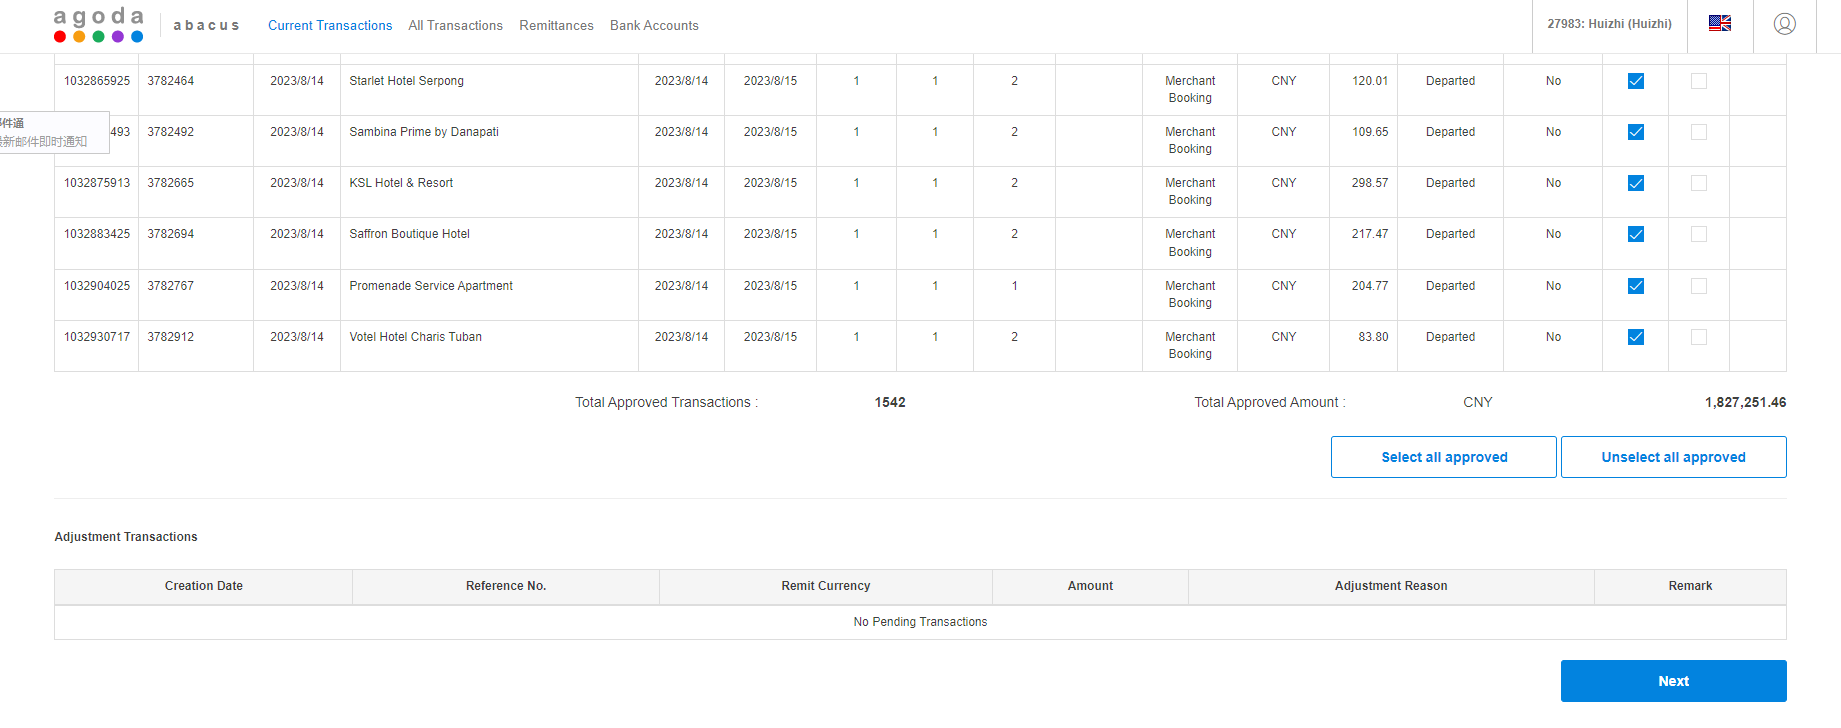 agoda abacus Current Transactions All Transactions Remittances Bank Accounts 27983: Huizhi (Huizhi)
1032865925 3782464 2023/8/14 Starlet Hotel Serpong 2023/8/14 2023/8/15 1 1 2 Merchant Booking CNY 120.01 Departed No
件通
新邮件即时通知
493 3782492 2023/8/14 Sambina Prime by Danapati 2023/8/14 2023/8/15 1 1 2 Merchant Booking CNY 109.65 Departed No
1032875913 3782665 2023/8/14 KSL Hotel & Resort 2023/8/14 2023/8/15 1 1 2 Merchant Booking CNY 298.57 Departed No
1032883425 3782694 2023/8/14 Saffron Boutique Hotel 2023/8/14 2023/8/15 1 1 2 Merchant Booking CNY 217.47 Departed No
1032904025 3782767 2023/8/14 Promenade Service Apartment 2023/8/14 2023/8/15 1 1 1 Merchant Booking CNY 204.77 Departed No
1032930717 3782912 2023/8/14 Votel Hotel Charis Tuban 2023/8/14 2023/8/15 1 1 2 Merchant Booking CNY 83.80 Departed No
Total Approved Transactions : 1542 Total Approved Amount : CNY 1,827,251.46
Select all approved Unselect all approved
Adjustment Transactions
Creation Date Reference No. Remit Currency Amount Adjustment Reason Remark
No Pending Transactions
Next